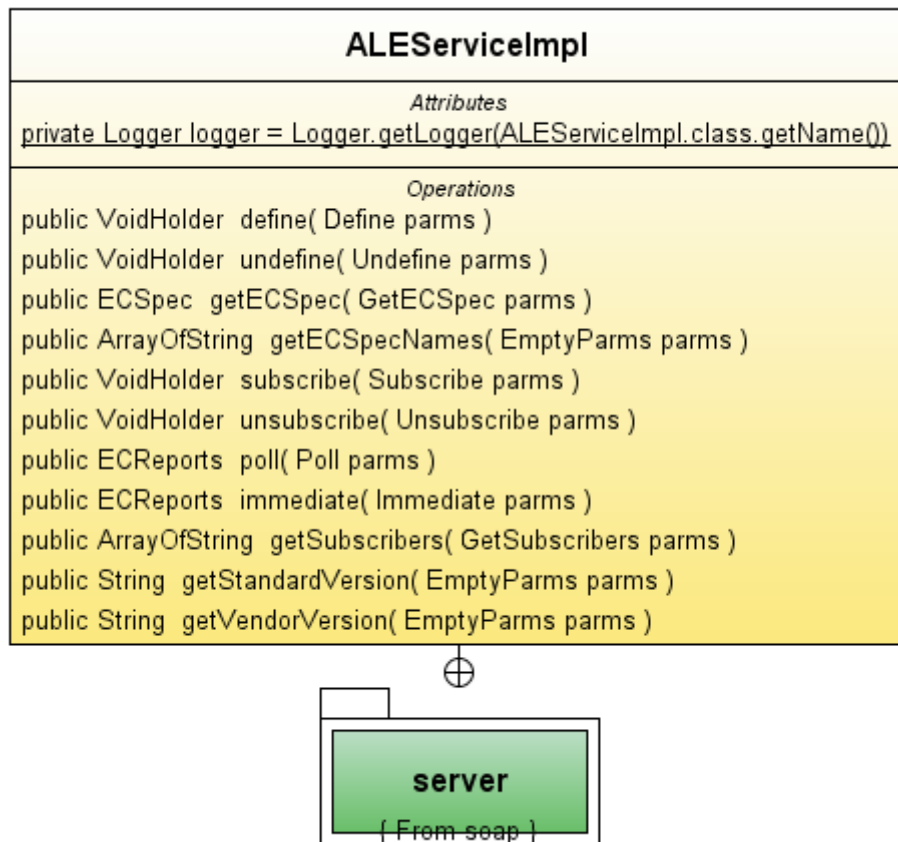 ALEServiceImpl
Attributes
private Logger logger = Logger.getLogger(ALEServiceImpl.class.getName())
Operations
public VoidHolder define( Define parms )
public VoidHolder undefine( Undefine parms )
public ECSpec getECSpec( GetECSpec parms )
public ArrayOfString getECSpecNames( EmptyParms parms )
public VoidHolder subscribe( Subscribe parms )
public VoidHolder unsubscribe( Unsubscribe parms )
public ECReports poll( Poll parms )
public ECReports immediate( Immediate parms )
public ArrayOfString getSubscribers( GetSubscribers parms )
public String getStandardVersion( EmptyParms parms )
public String getVendorVersion( EmptyParms parms )
server
{ From soap }